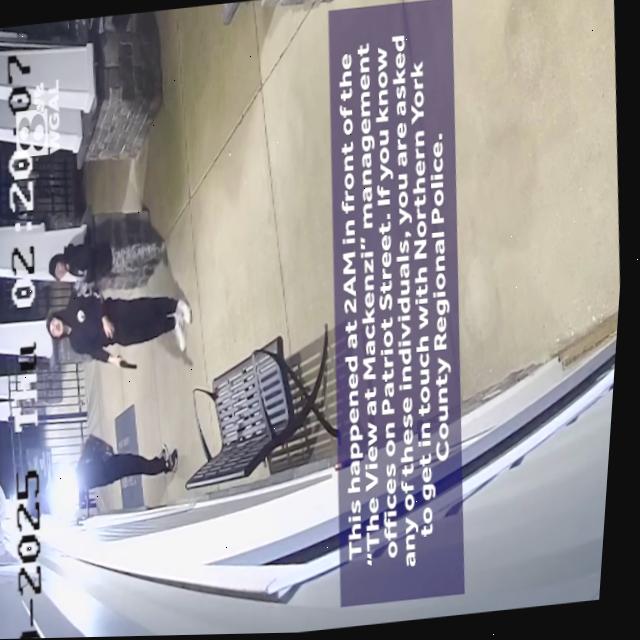 This happened at 2AM in front of the
"The View at Mackenzi" management
offices on Patriot Street. If you know
any of these individuals, you are asked
to get in touch with Northern York
County Regional Police.
-2025 Thu 02:20:07
8